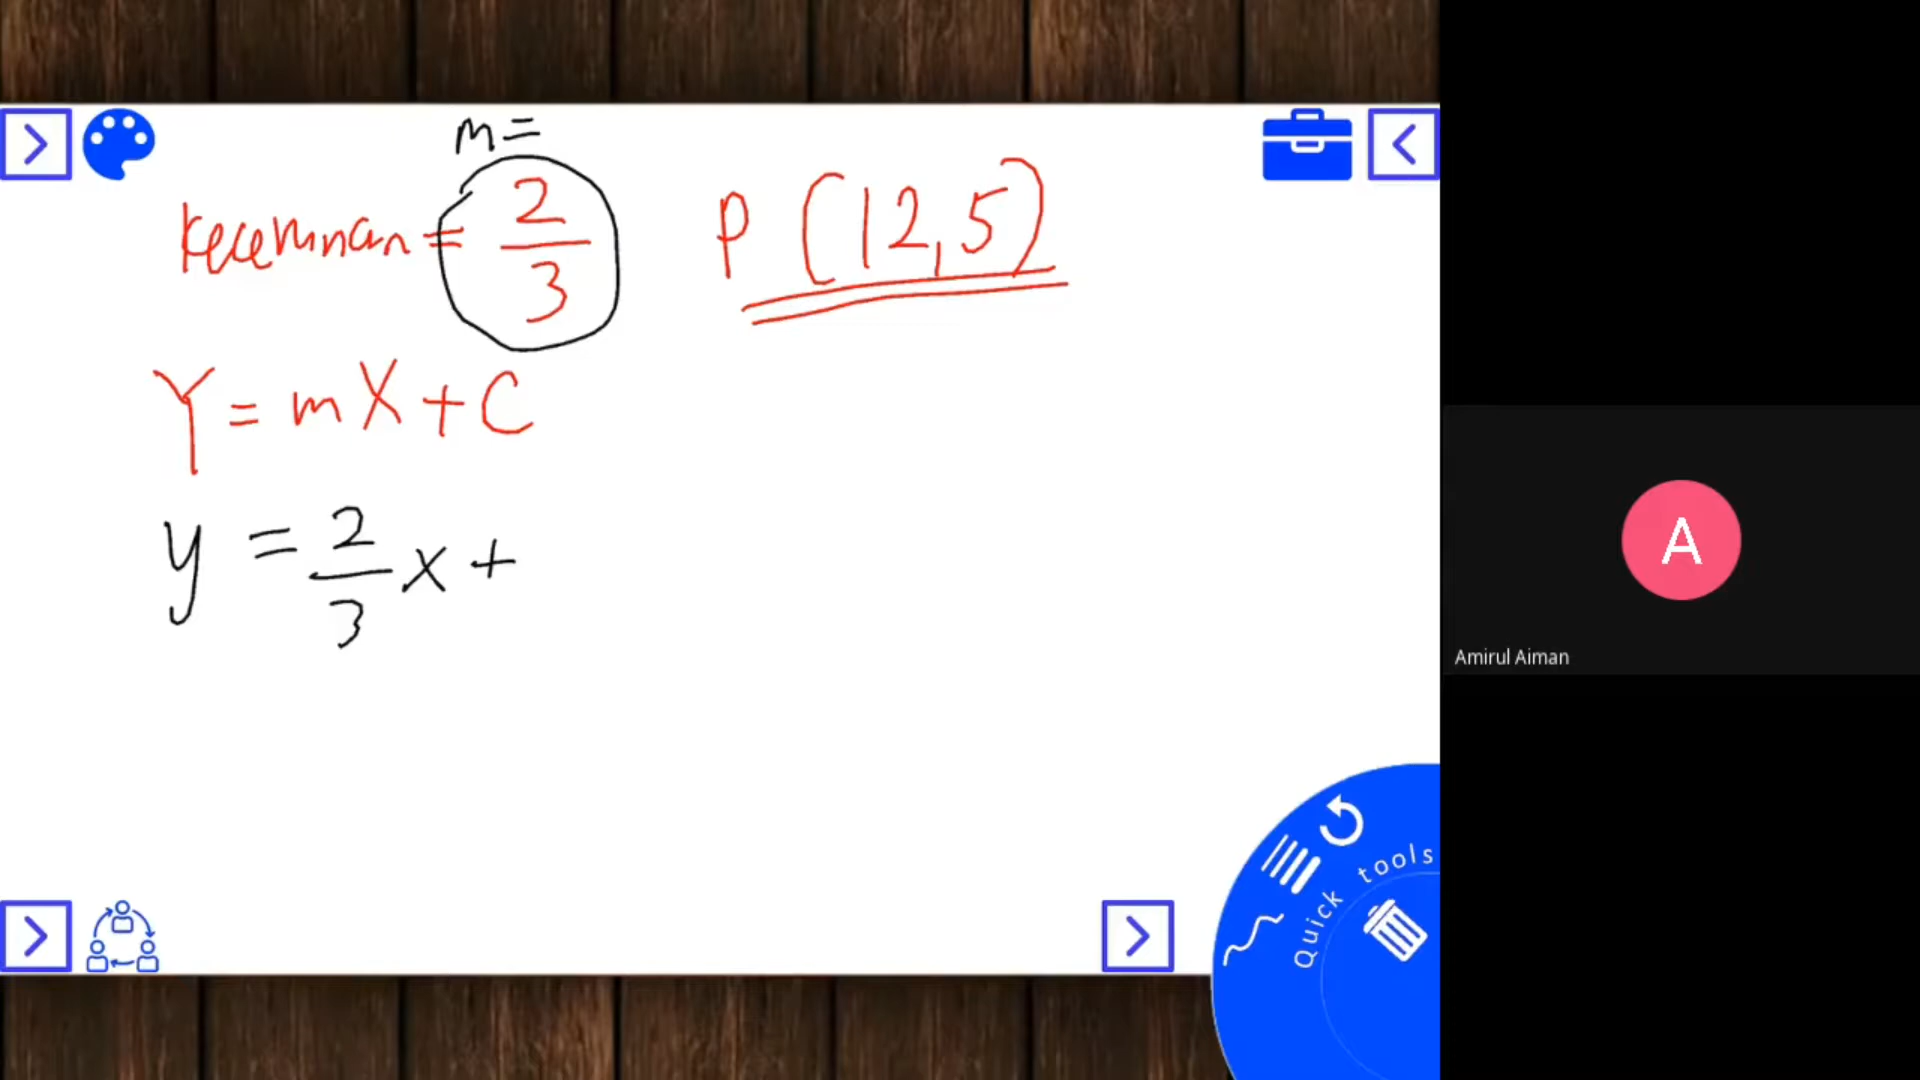 m =
Kecerunan = 2/3 P (12,5)
Y = mX + C
y = 2/3 x +
A
Amirul Aiman
Quick tools